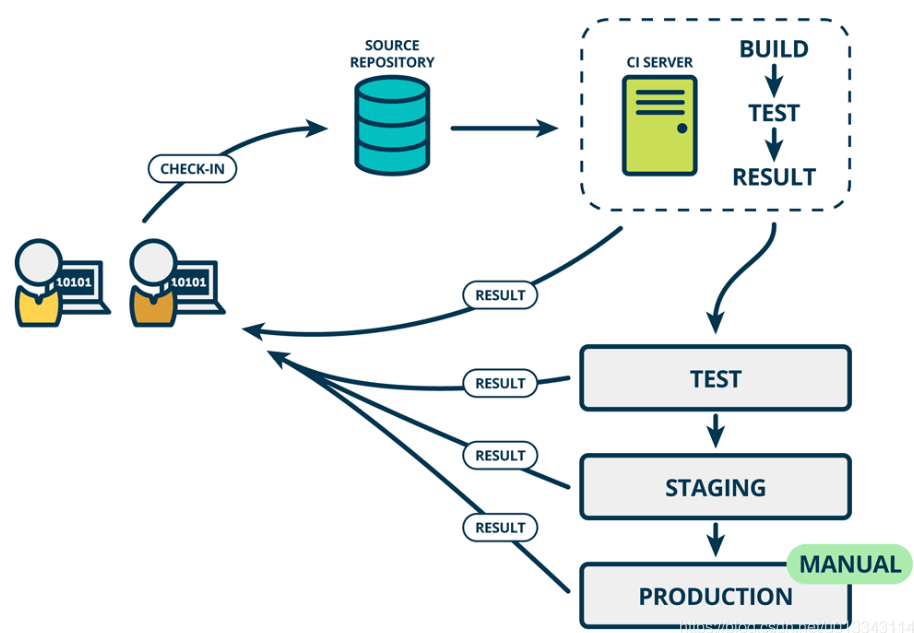 SOURCE
REPOSITORY
CI SERVER
BUILD
TEST
RESULT
CHECK-IN
10101
10101
RESULT
RESULT
TEST
RESULT
STAGING
RESULT
MANUAL
PRODUCTION
https://blog.csdn.net/u013343114